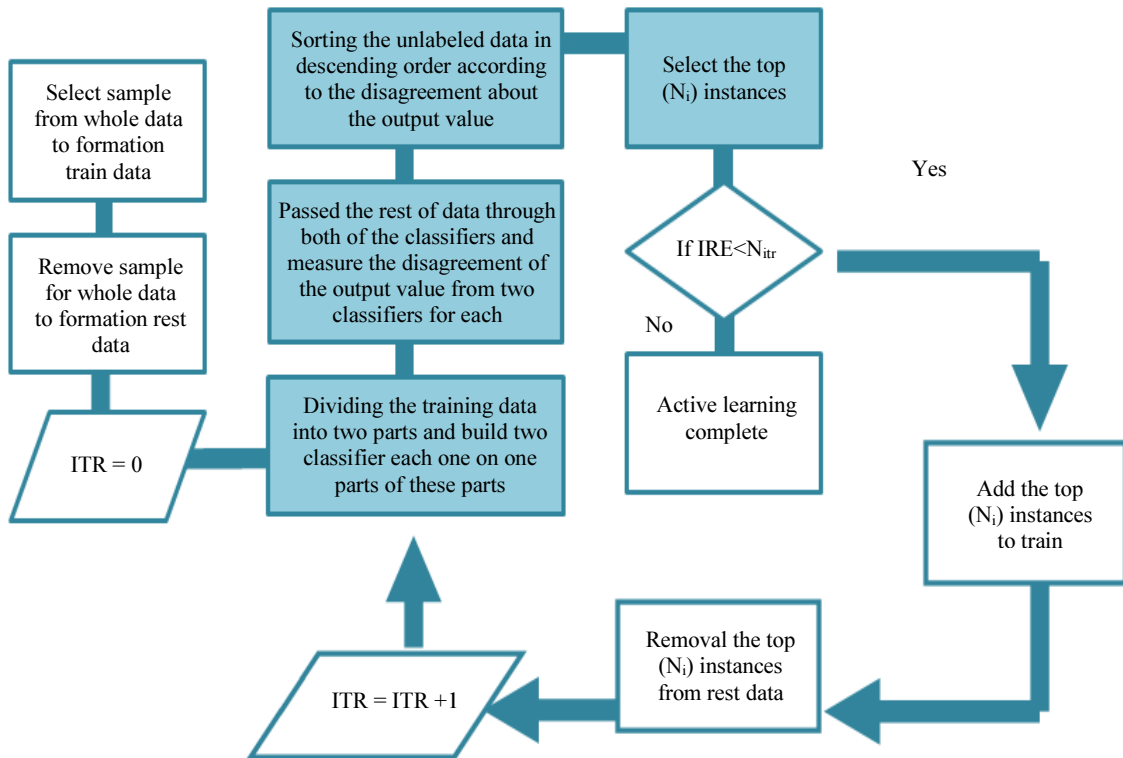 Select sample
from whole data
to formation
train data
Remove sample
for whole data
to formation rest
data
ITR = 0
Dividing the training data
into two parts and build two
classifier each one on one
parts of these parts
Passed the rest of data through
both of the classifiers and
measure the disagreement of
the output value from two
classifiers for each
Sorting the unlabeled data in
descending order according
to the disagreement about
the output value
Select the top
(Nᵢ) instances
If IRE<Nᵢₜᵣ
Yes
No
Active learning
complete
Add the top
(Nᵢ) instances
to train
Removal the top
(Nᵢ) instances
from rest data
ITR = ITR +1